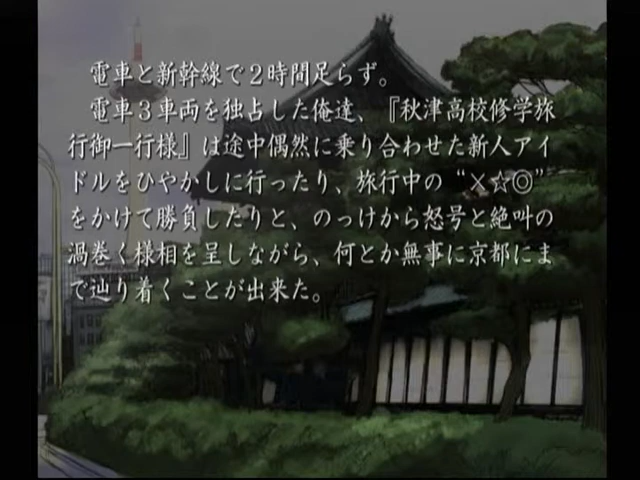 電車と新幹線で２時間足らず。
電車３車両を独占した俺達、『秋津高校修学旅
行御一行様』は途中偶然に乗り合わせた新人アイ
ドルをひやかしに行ったり、旅行中の“×☆◎”
をかけて勝負したりと、のっけから怒号と絶叫の
渦巻く様相を呈しながら、何とか無事に京都にま
で辿り着くことが出来た。